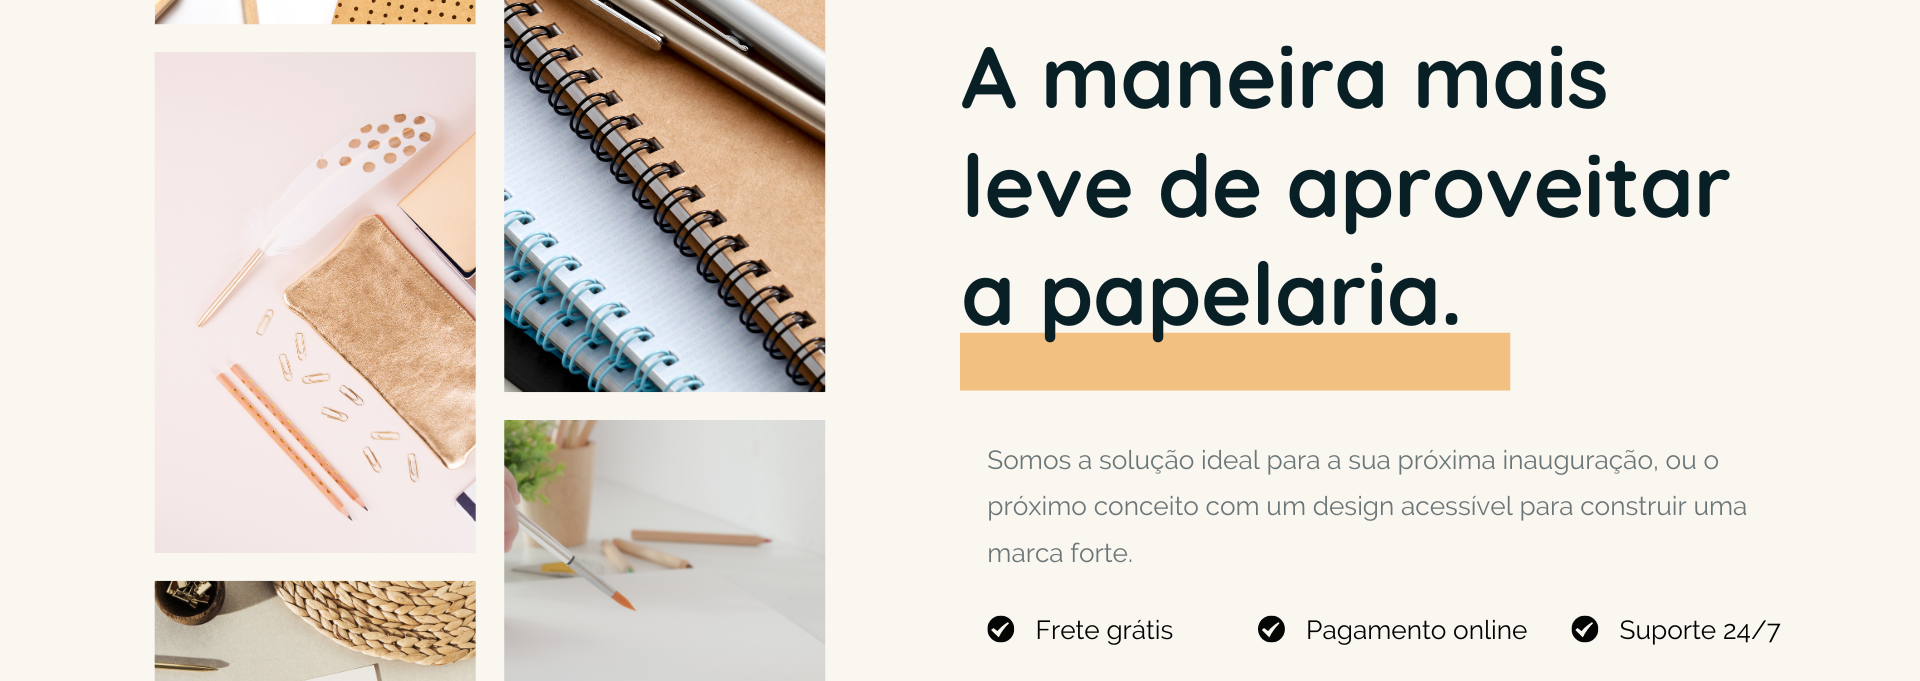 A maneira mais
leve de aproveitar
a papelaria.
Somos a solução ideal para a sua próxima inauguração, ou o
próximo conceito com um design acessível para construir uma
marca forte.
Frete grátis
Pagamento online
Suporte 24/7